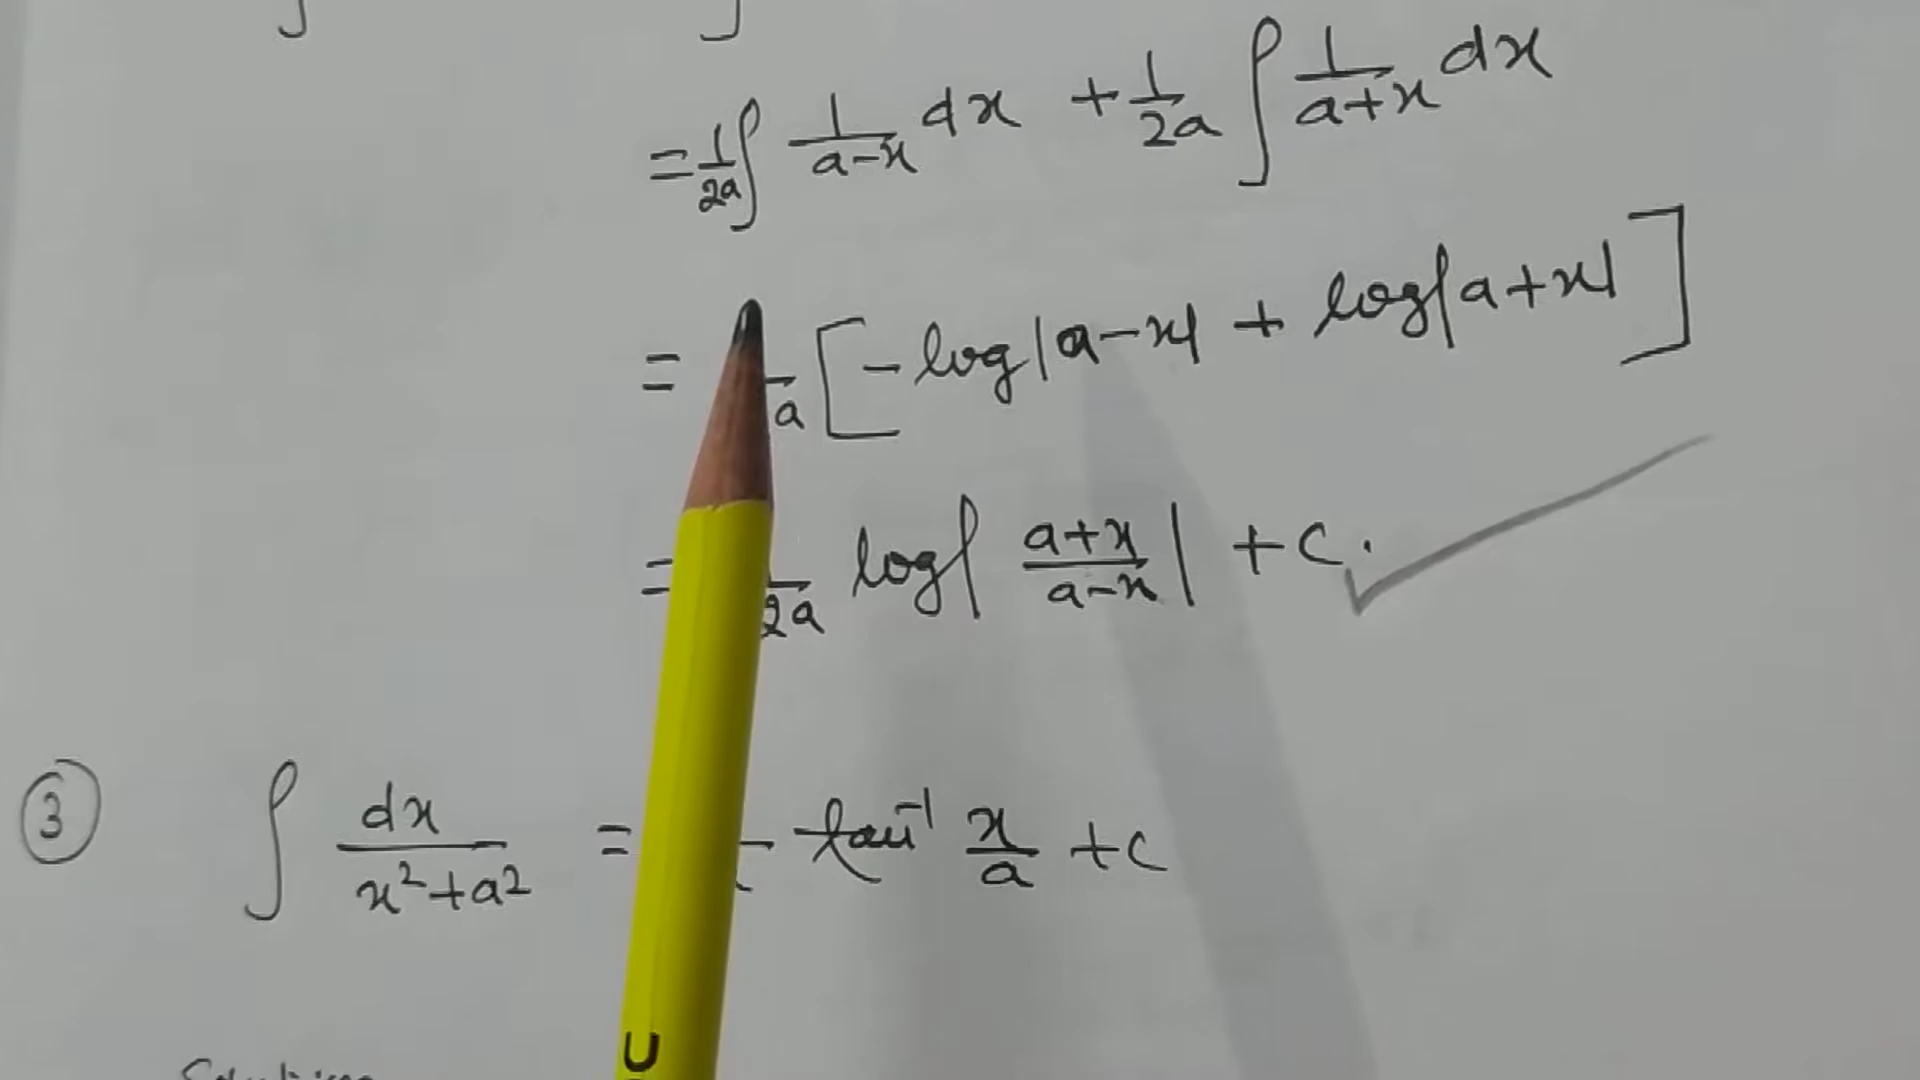 = 1/2a ∫ 1/(a-x) dx + 1/2a ∫ 1/(a+x) dx
= /a [ -log|a-x| + log|a+x| ]
= /2a log| (a+x)/(a-x) | + c.
③ ∫ dx/(x²+a²) = tan⁻¹ x/a + c